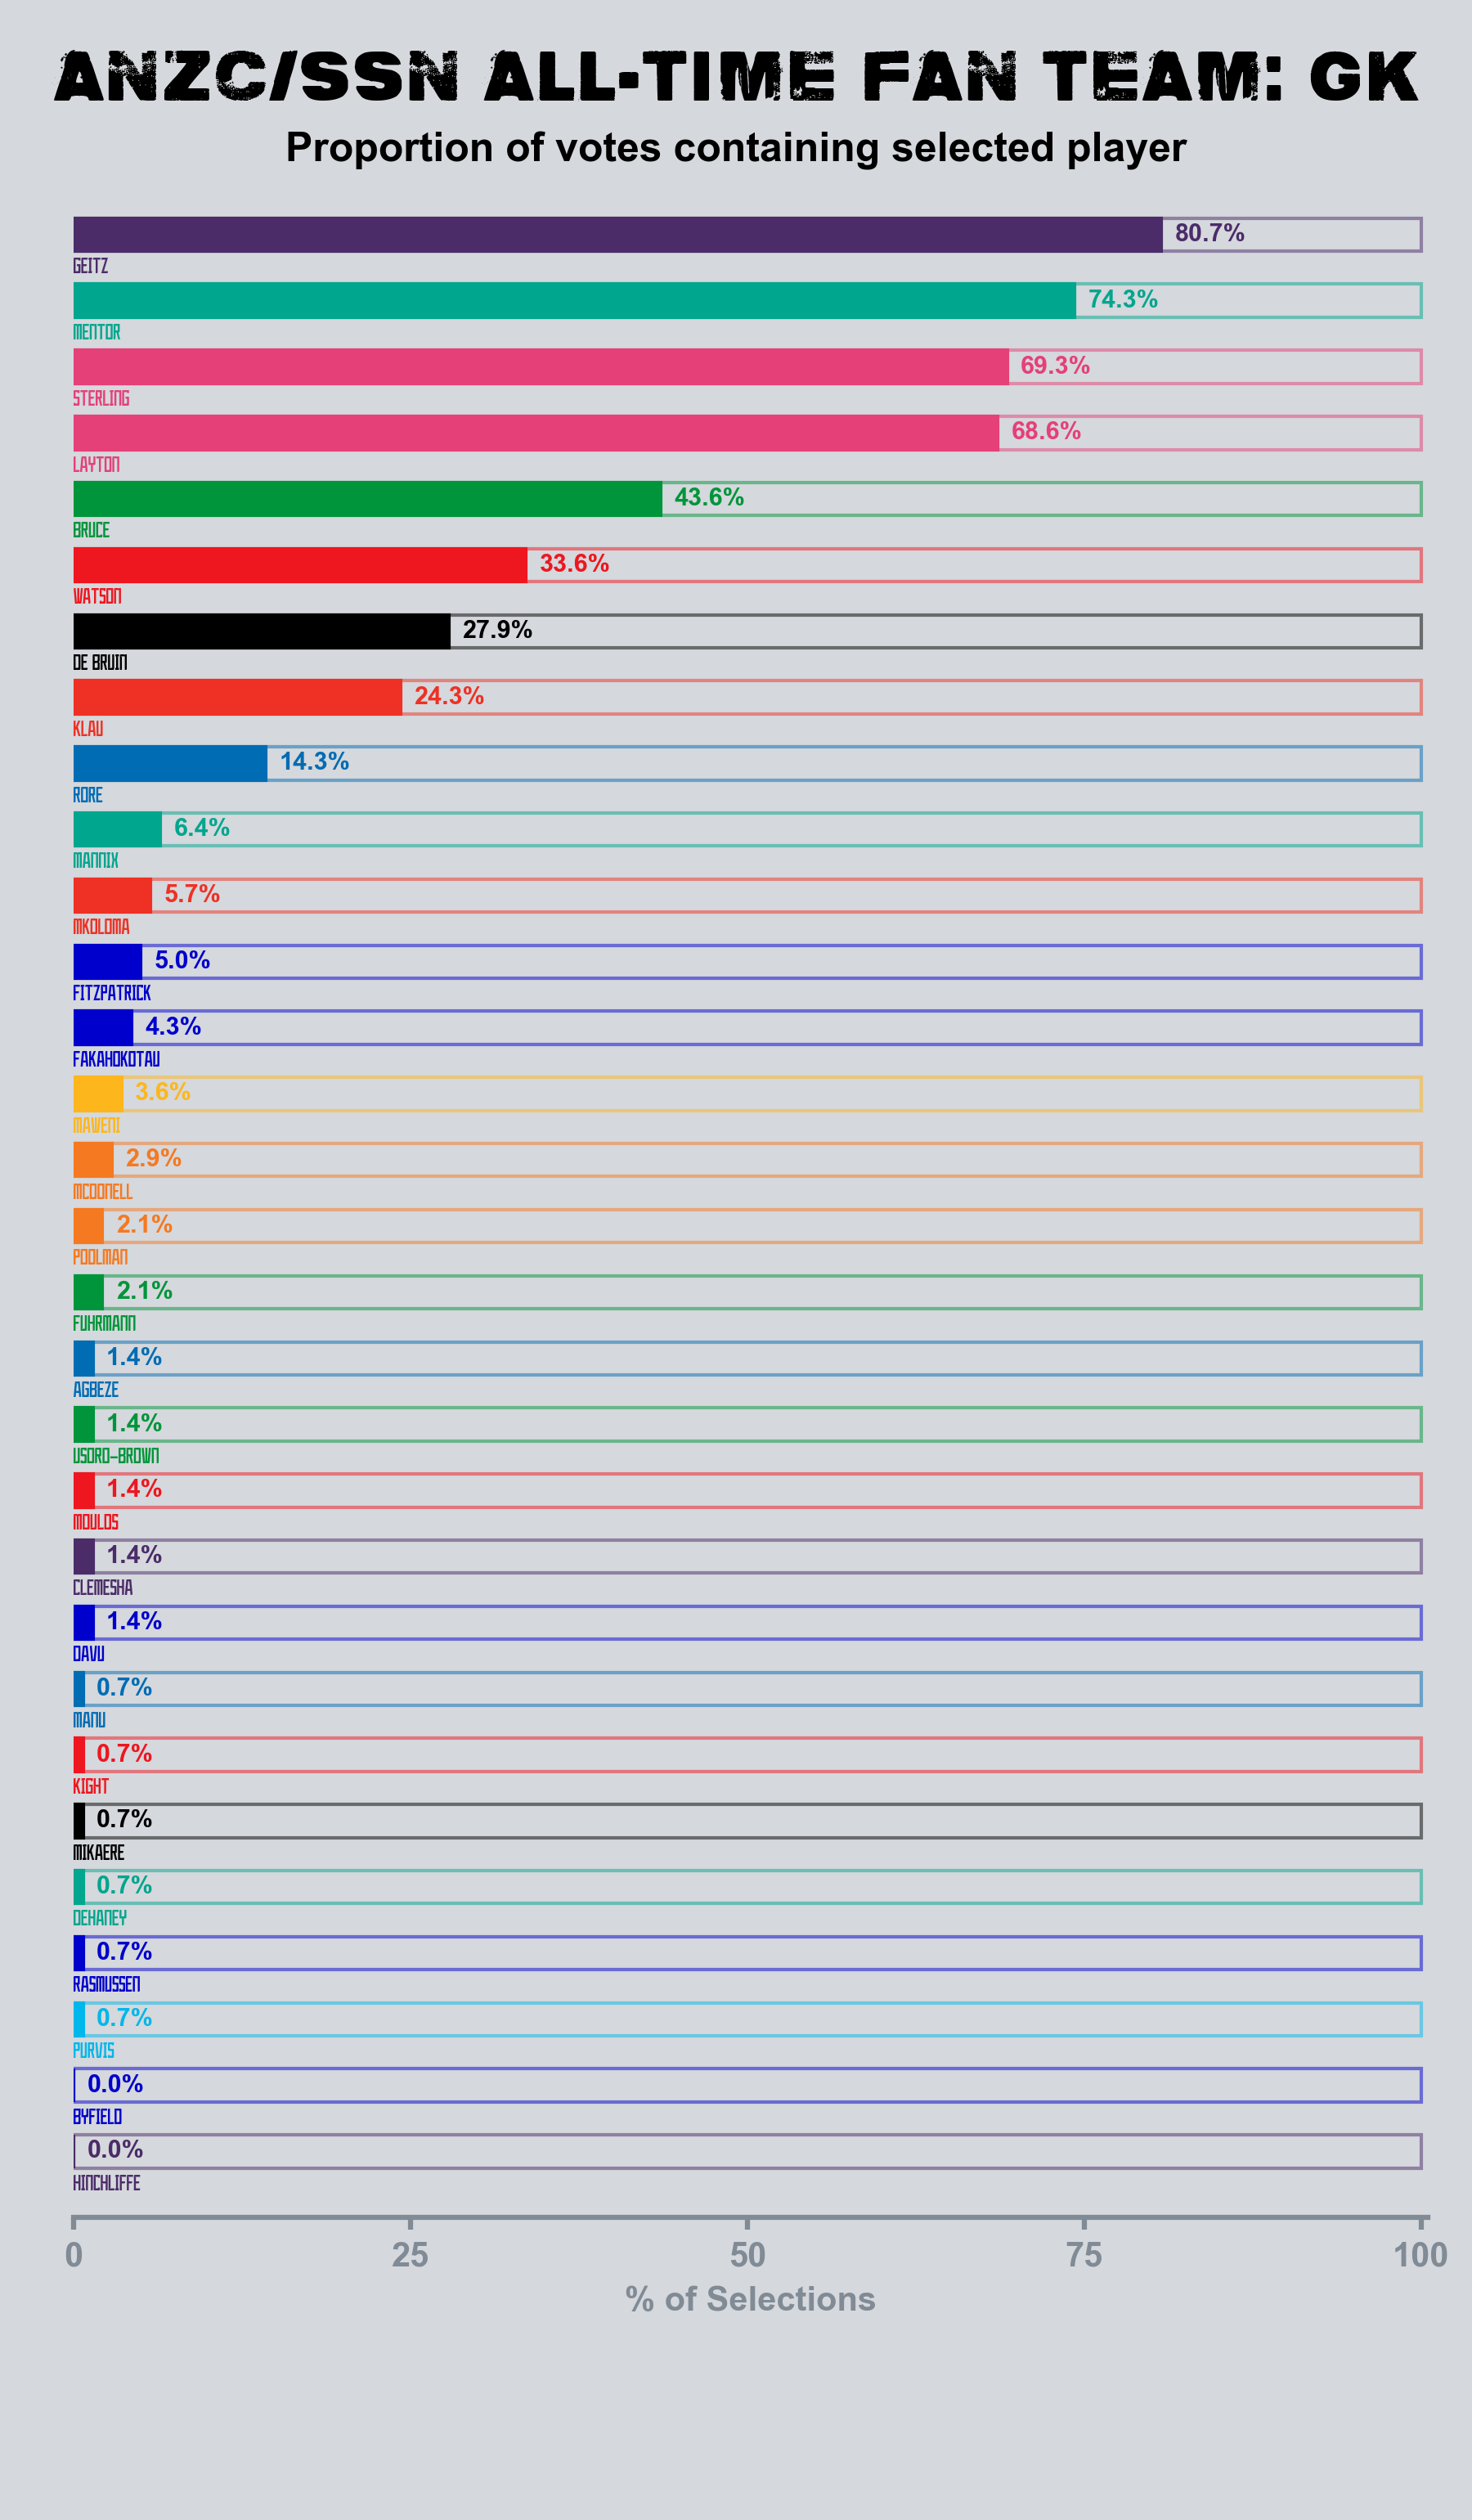 ANZC/SSN ALL-TIME FAN TEAM: GK
Proportion of votes containing selected player
80.7%
GEITZ
74.3%
MENTOR
69.3%
STERLING
68.6%
LAYTON
43.6%
BRUCE
33.6%
WATSON
27.9%
DE BRUIN
24.3%
KLAU
14.3%
RORE
6.4%
MANNIX
5.7%
MKOLOMA
5.0%
FITZPATRICK
4.3%
FAKAHOKOTAU
3.6%
MAWENI
2.9%
MCDONELL
2.1%
POOLMAN
2.1%
FUHRMANN
1.4%
AGBEZE
1.4%
USORO-BROWN
1.4%
MOULOS
1.4%
CLEMESHA
1.4%
DAVU
0.7%
MANU
0.7%
KIGHT
0.7%
MIKAERE
0.7%
DEHANEY
0.7%
RASMUSSEN
0.7%
PURVIS
0.0%
BYFIELD
0.0%
HINCHLIFFE
0 25 50 75 100
% of Selections